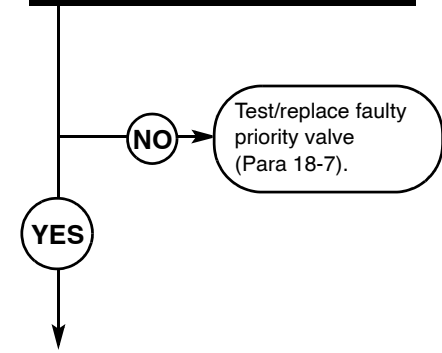 NO
Test/replace faulty
priority valve
(Para 18-7).
YES